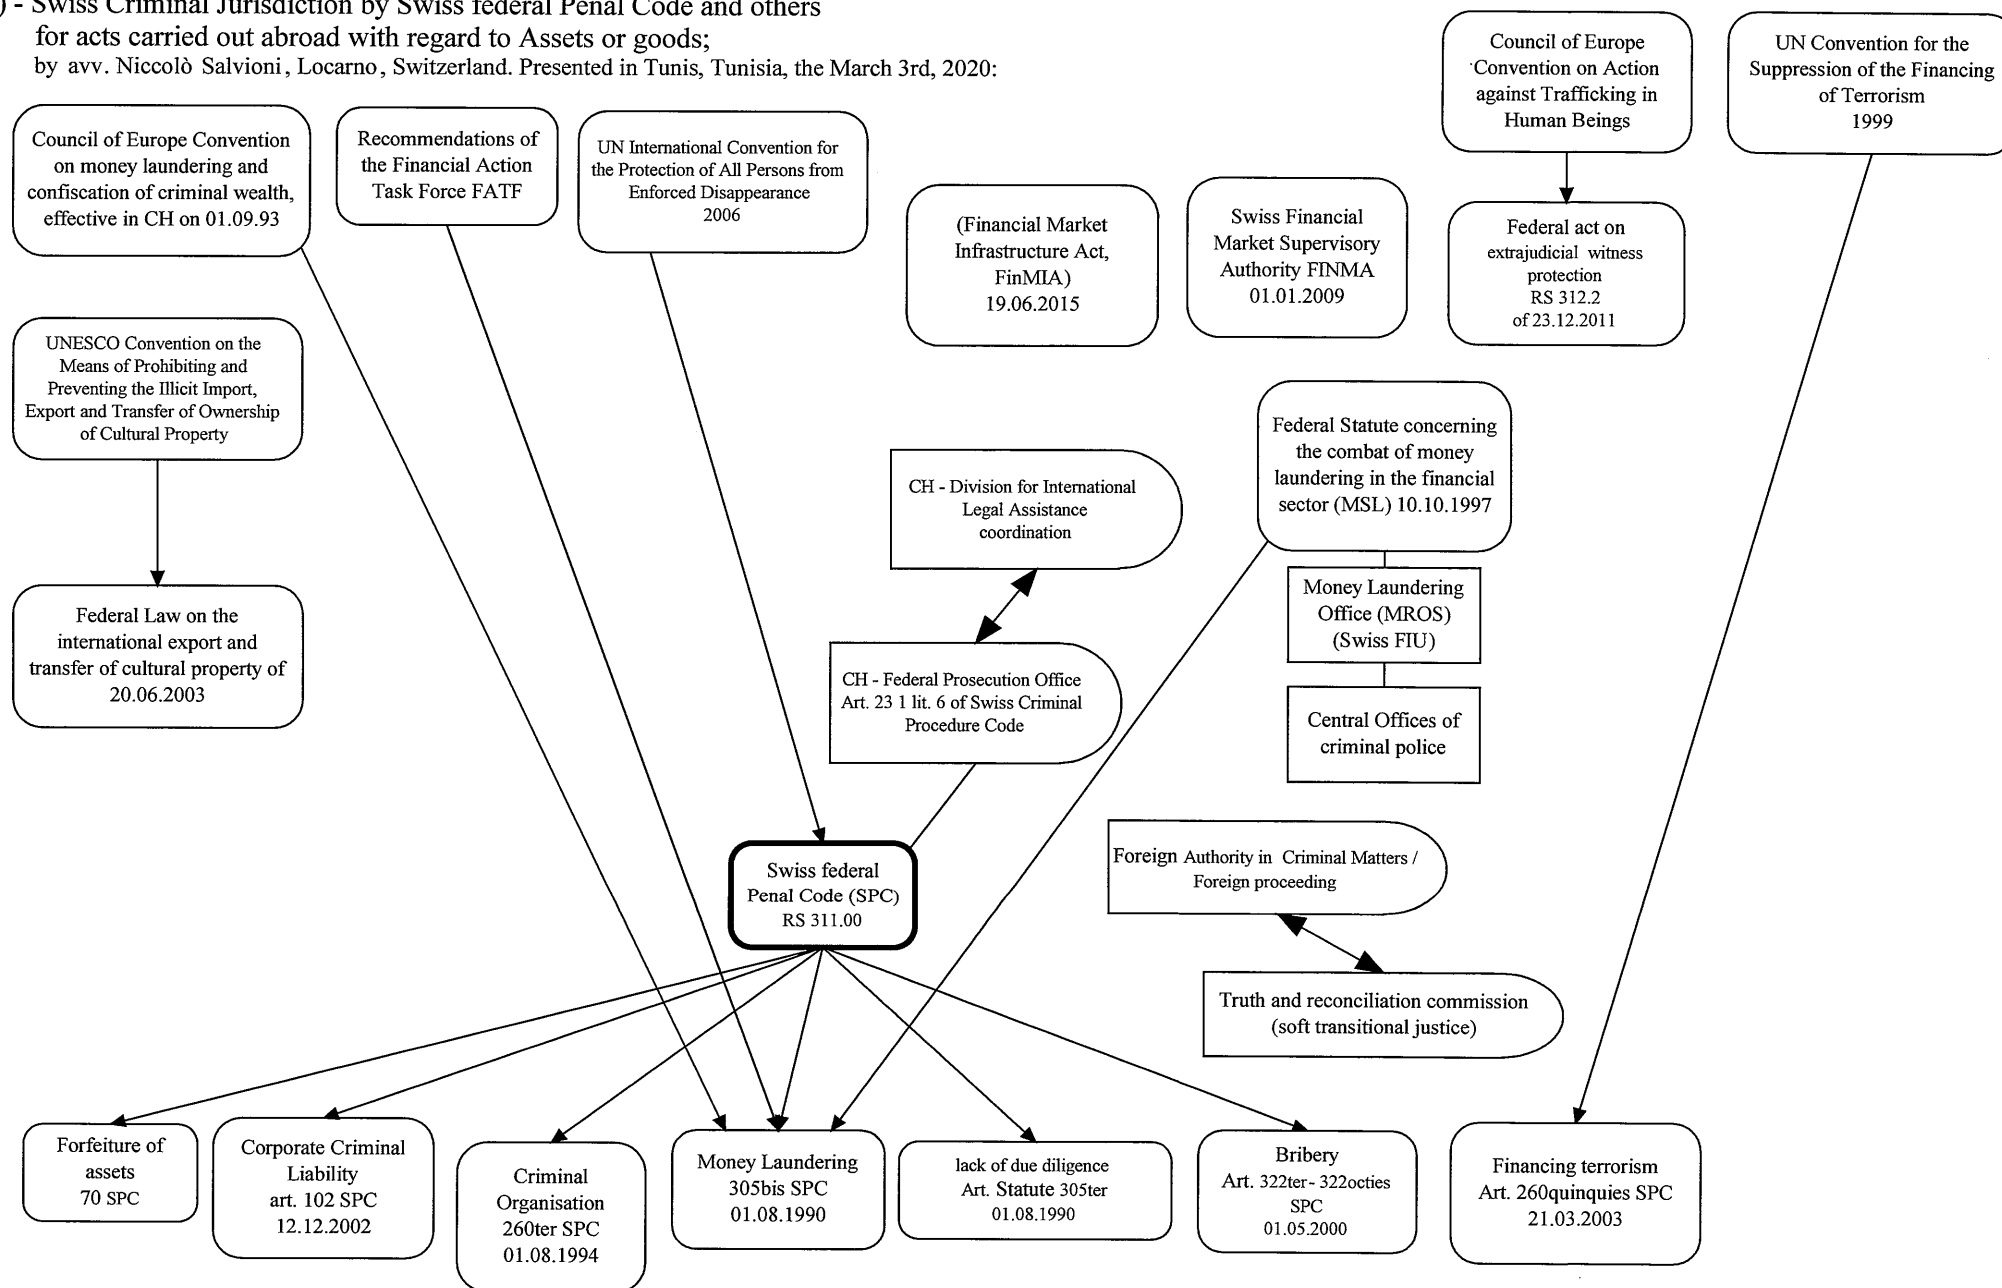 ) - Swiss Criminal Jurisdiction by Swiss federal Penal Code and others
for acts carried out abroad with regard to Assets or goods;
by avv. Niccolò Salvioni, Locarno, Switzerland. Presented in Tunis, Tunisia, the March 3rd, 2020:
Council of Europe Convention
on money laundering and
confiscation of criminal wealth,
effective in CH on 01.09.93
Recommendations of
the Financial Action
Task Force FATF
UN International Convention for
the Protection of All Persons from
Enforced Disappearance
2006
(Financial Market
Infrastructure Act,
FinMIA)
19.06.2015
Swiss Financial
Market Supervisory
Authority FINMA
01.01.2009
Council of Europe
Convention on Action
against Trafficking in
Human Beings
UN Convention for the
Suppression of the Financing
of Terrorism
1999
Federal act on
extrajudicial witness
protection
RS 312.2
of 23.12.2011
UNESCO Convention on the
Means of Prohibiting and
Preventing the Illicit Import,
Export and Transfer of Ownership
of Cultural Property
Federal Law on the
international export and
transfer of cultural property of
20.06.2003
CH - Division for International
Legal Assistance
coordination
Federal Statute concerning
the combat of money
laundering in the financial
sector (MSL) 10.10.1997
Money Laundering
Office (MROS)
(Swiss FIU)
Central Offices of
criminal police
CH - Federal Prosecution Office
Art. 23 1 lit. 6 of Swiss Criminal
Procedure Code
Swiss federal
Penal Code (SPC)
RS 311.00
Foreign Authority in Criminal Matters /
Foreign proceeding
Truth and reconciliation commission
(soft transitional justice)
Forfeiture of
assets
70 SPC
Corporate Criminal
Liability
art. 102 SPC
12.12.2002
Criminal
Organisation
260ter SPC
01.08.1994
Money Laundering
305bis SPC
01.08.1990
lack of due diligence
Art. Statute 305ter
01.08.1990
Bribery
Art. 322ter- 322octies
SPC
01.05.2000
Financing terrorism
Art. 260quinquies SPC
21.03.2003